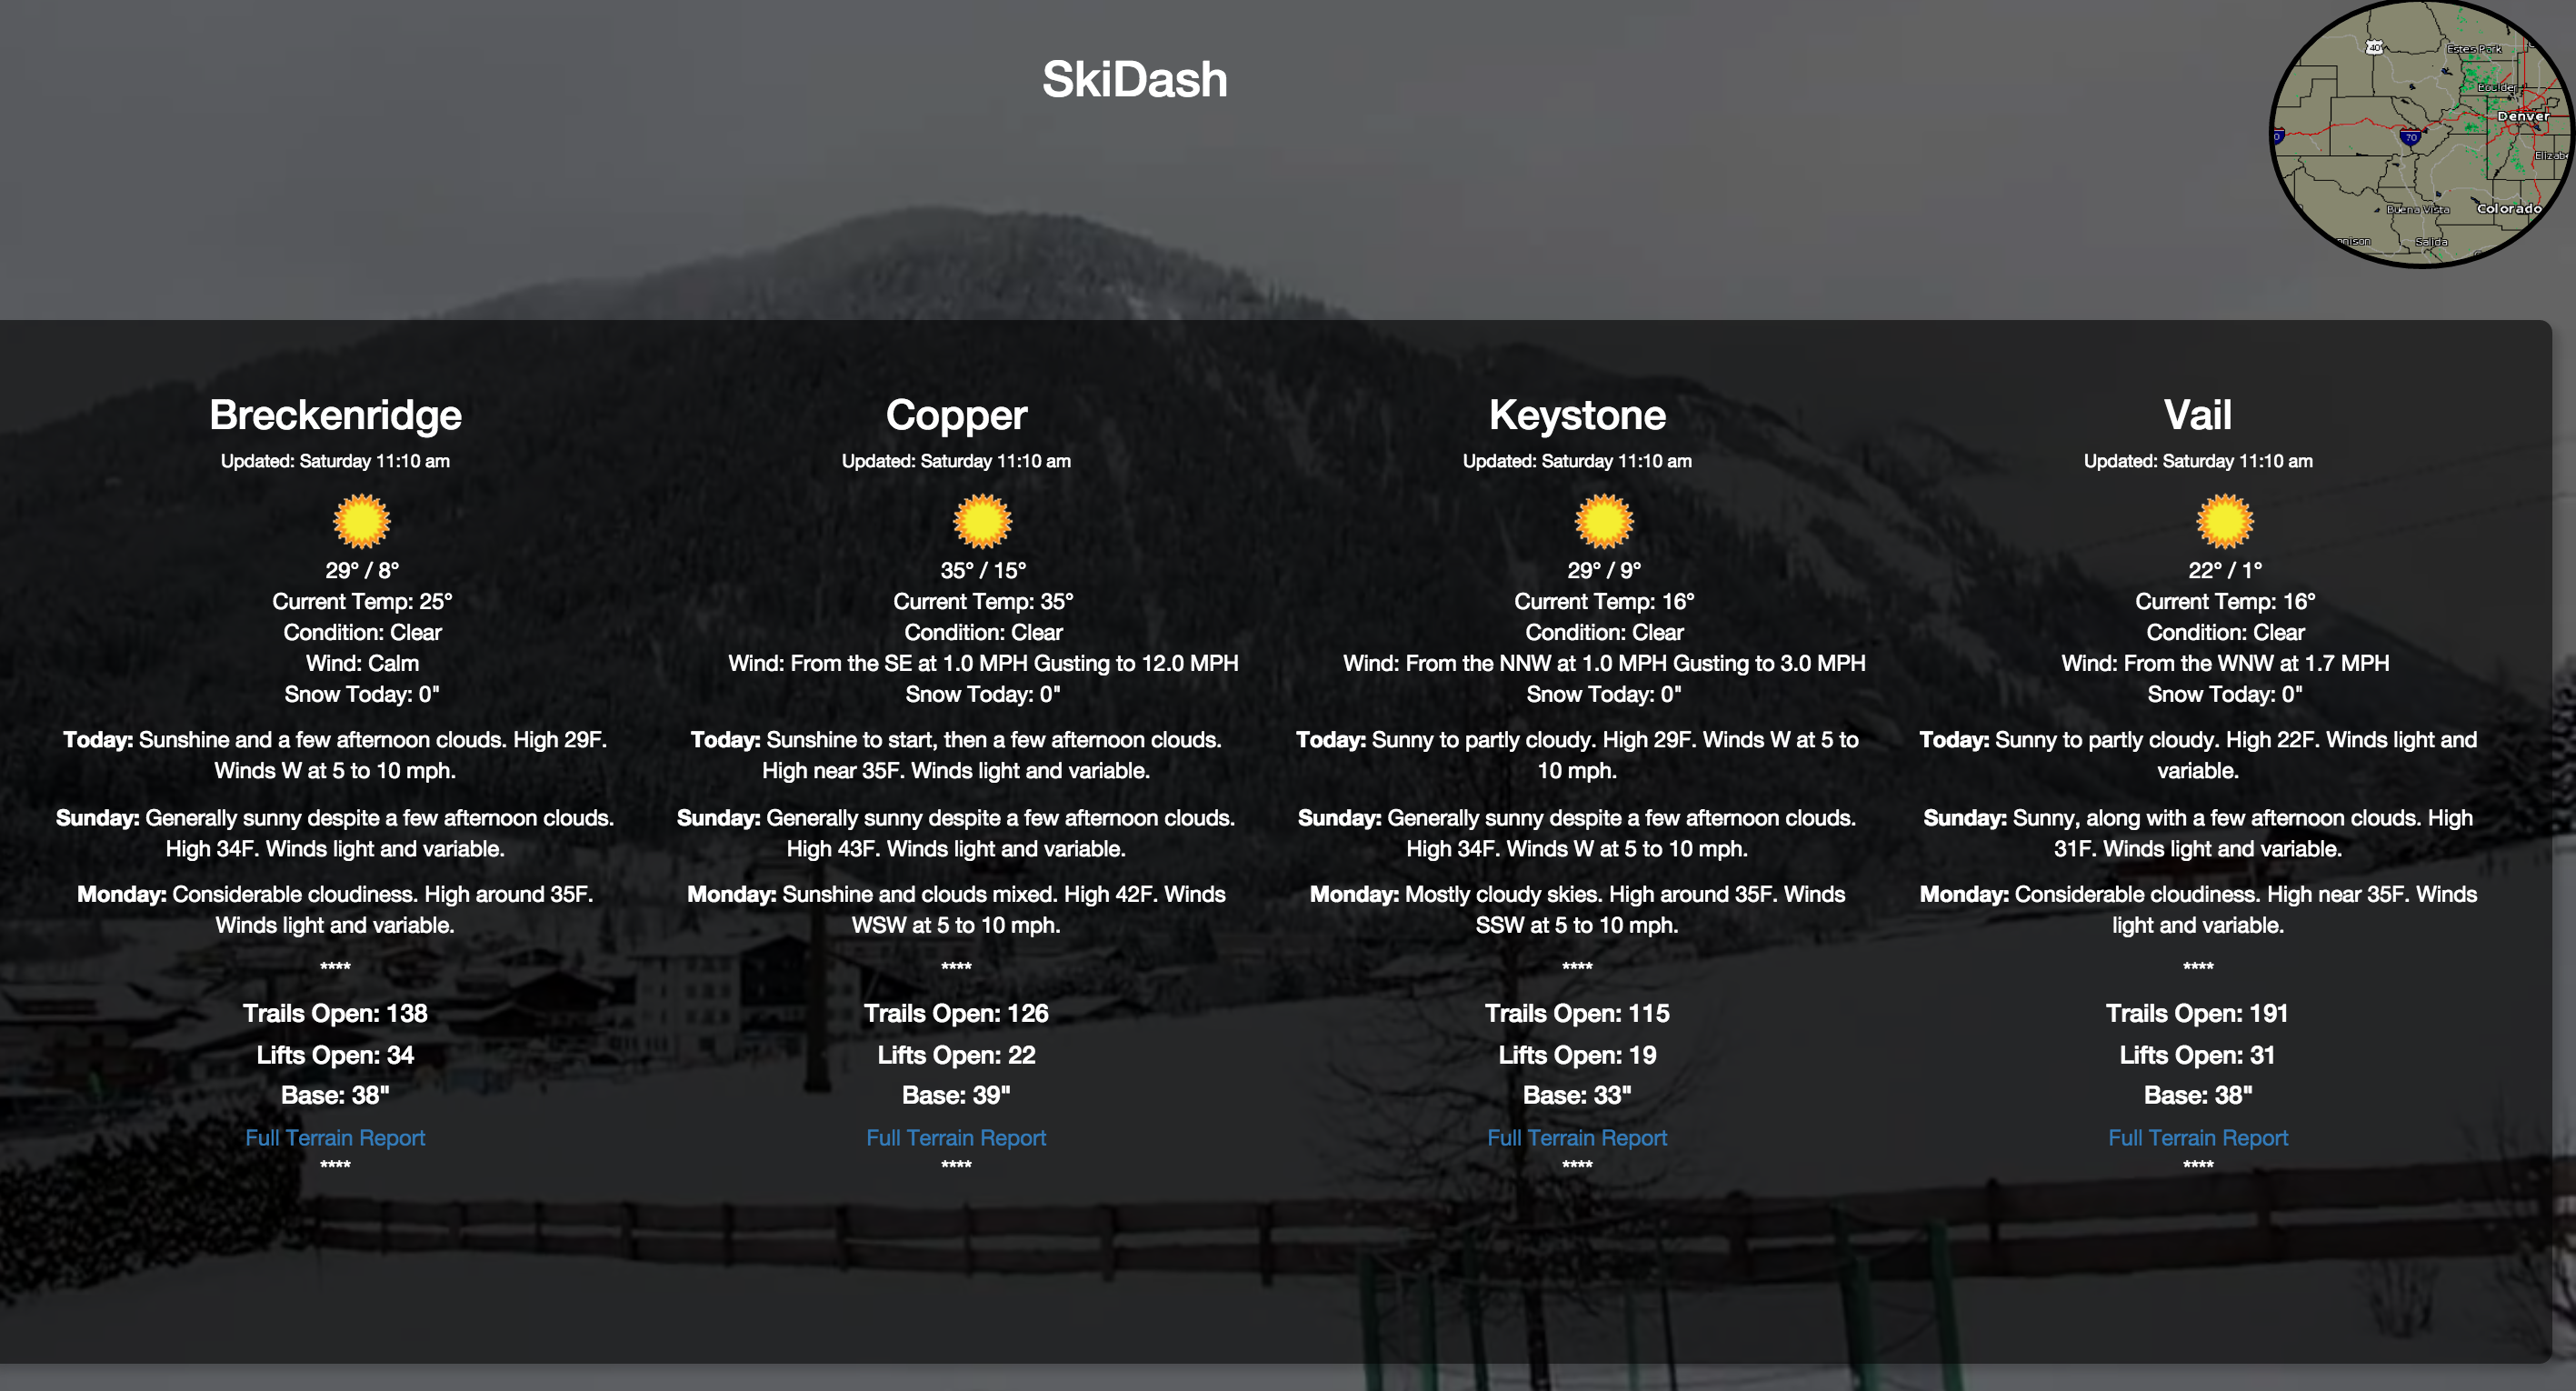 SkiDash
40
Estes Park
Boulder
Denver
70
Elizab
Buena Vista
Colorado
nnison
Salida
Breckenridge
Updated: Saturday 11:10 am
29° / 8°
Current Temp: 25°
Condition: Clear
Wind: Calm
Snow Today: 0"
Today: Sunshine and a few afternoon clouds. High 29F.
Winds W at 5 to 10 mph.
Sunday: Generally sunny despite a few afternoon clouds.
High 34F. Winds light and variable.
Monday: Considerable cloudiness. High around 35F.
Winds light and variable.
****
Trails Open: 138
Lifts Open: 34
Base: 38"
Full Terrain Report
****
Copper
Updated: Saturday 11:10 am
35° / 15°
Current Temp: 35°
Condition: Clear
Wind: From the SE at 1.0 MPH Gusting to 12.0 MPH
Snow Today: 0"
Today: Sunshine to start, then a few afternoon clouds.
High near 35F. Winds light and variable.
Sunday: Generally sunny despite a few afternoon clouds.
High 43F. Winds light and variable.
Monday: Sunshine and clouds mixed. High 42F. Winds
WSW at 5 to 10 mph.
****
Trails Open: 126
Lifts Open: 22
Base: 39"
Full Terrain Report
****
Keystone
Updated: Saturday 11:10 am
29° / 9°
Current Temp: 16°
Condition: Clear
Wind: From the NNW at 1.0 MPH Gusting to 3.0 MPH
Snow Today: 0"
Today: Sunny to partly cloudy. High 29F. Winds W at 5 to
10 mph.
Sunday: Generally sunny despite a few afternoon clouds.
High 34F. Winds W at 5 to 10 mph.
Monday: Mostly cloudy skies. High around 35F. Winds
SSW at 5 to 10 mph.
****
Trails Open: 115
Lifts Open: 19
Base: 33"
Full Terrain Report
****
Vail
Updated: Saturday 11:10 am
22° / 1°
Current Temp: 16°
Condition: Clear
Wind: From the WNW at 1.7 MPH
Snow Today: 0"
Today: Sunny to partly cloudy. High 22F. Winds light and
variable.
Sunday: Sunny, along with a few afternoon clouds. High
31F. Winds light and variable.
Monday: Considerable cloudiness. High near 35F. Winds
light and variable.
****
Trails Open: 191
Lifts Open: 31
Base: 38"
Full Terrain Report
****